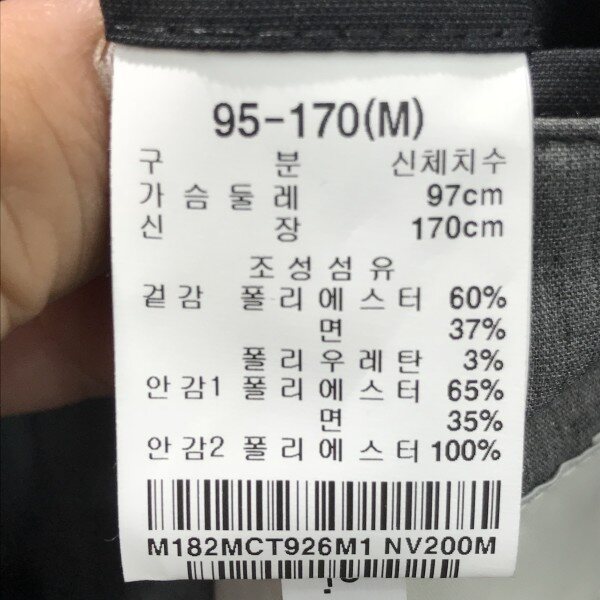 95-170(M)
구 분 신체치수
가 슴 둘 레 97cm
신 장 170cm
조 성 섬 유
겉 감 폴 리 에 스 터 60%
면 37%
폴 리 우 레 탄 3%
안 감1 폴 리 에 스 터 65%
면 35%
안 감2 폴 리 에 스 터 100%
M182MCT926M1 NV200M